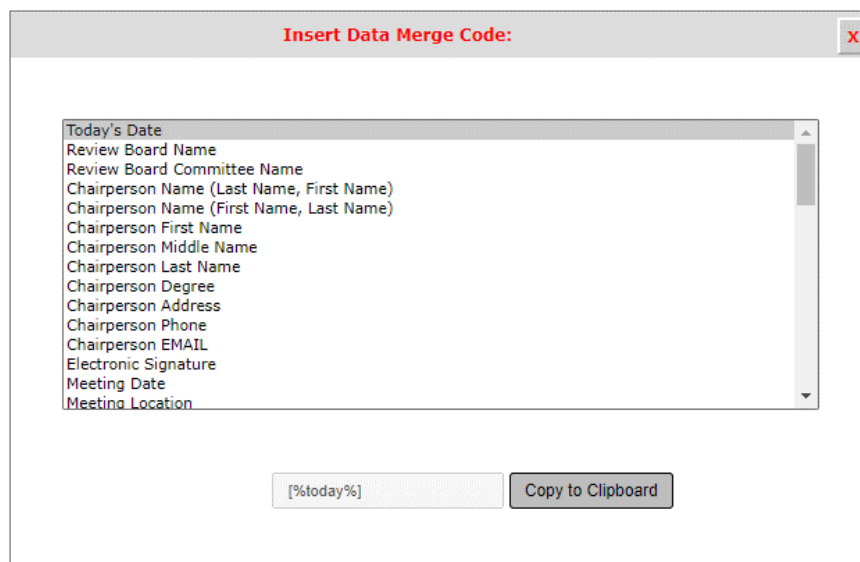 Insert Data Merge Code:
X
Today's Date
Review Board Name
Review Board Committee Name
Chairperson Name (Last Name, First Name)
Chairperson Name (First Name, Last Name)
Chairperson First Name
Chairperson Middle Name
Chairperson Last Name
Chairperson Degree
Chairperson Address
Chairperson Phone
Chairperson EMAIL
Electronic Signature
Meeting Date
Meeting Location
[%today%]
Copy to Clipboard